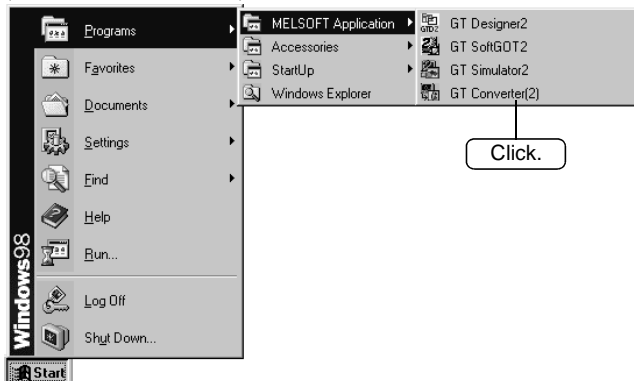 Programs
Favorites
Documents
Settings
Find
Help
Run...
Log Off
Shut Down...
Windows98
Start
MELSOFT Application
Accessories
StartUp
Windows Explorer
GTD2
GT Designer2
GT SoftGOT2
GT Simulator2
GT Converter(2)
Click.